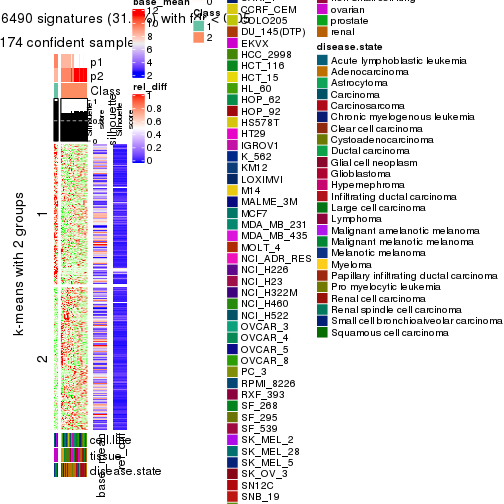 6490 signatures (31.
174 confident samples
p1
p2
Class
silhouette
score
1
2
k-means with 2 groups
cell.line
tissue
disease.state
base_mean
rel_diff
base_mean
12
10
8
6
4
2
0
rel_diff
1
0.8
0.6
0.4
0.2
0
Class
1
2
CCRF_CEM
COLO205
DU_145(DTP)
EKVX
HCC_2998
HCT_116
HCT_15
HL_60
HOP_62
HOP_92
HS578T
HT29
IGROV1
K_562
KM12
LOXIMVI
M14
MALME_3M
MCF7
MDA_MB_231
MDA_MB_435
MOLT_4
NCI_ADR_RES
NCI_H226
NCI_H23
NCI_H322M
NCI_H460
NCI_H522
OVCAR_3
OVCAR_4
OVCAR_5
OVCAR_8
PC_3
RPMI_8226
RXF_393
SF_268
SF_295
SF_539
SK_MEL_2
SK_MEL_28
SK_MEL_5
SK_OV_3
SN12C
SNB_19
ovarian
prostate
renal
disease.state
Acute lymphoblastic leukemia
Adenocarcinoma
Astrocytoma
Carcinoma
Carcinosarcoma
Chronic myelogenous leukemia
Clear cell carcinoma
Cystoadenocarcinoma
Ductal carcinoma
Glial cell neoplasm
Glioblastoma
Hypernephroma
Infiltrating ductal carcinoma
Large cell carcinoma
Lymphoma
Malignant amelanotic melanoma
Malignant melanotic melanoma
Melanotic melanoma
Myeloma
Papillary infiltrating ductal carcinoma
Pro myelocytic leukemia
Renal cell carcinoma
Renal spindle cell carcinoma
Small cell bronchioalveolar carcinoma
Squamous cell carcinoma